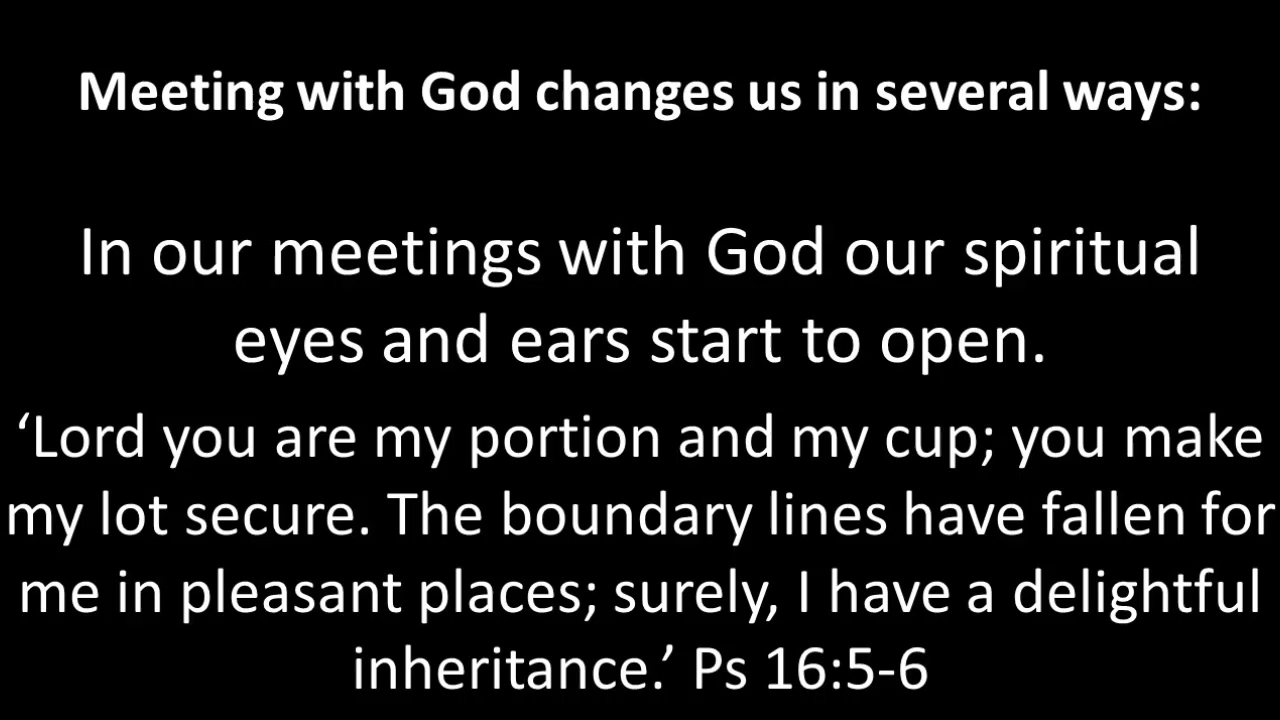 Meeting with God changes us in several ways:
In our meetings with God our spiritual
eyes and ears start to open.
‘Lord you are my portion and my cup; you make
my lot secure. The boundary lines have fallen for
me in pleasant places; surely, I have a delightful
inheritance.’ Ps 16:5-6